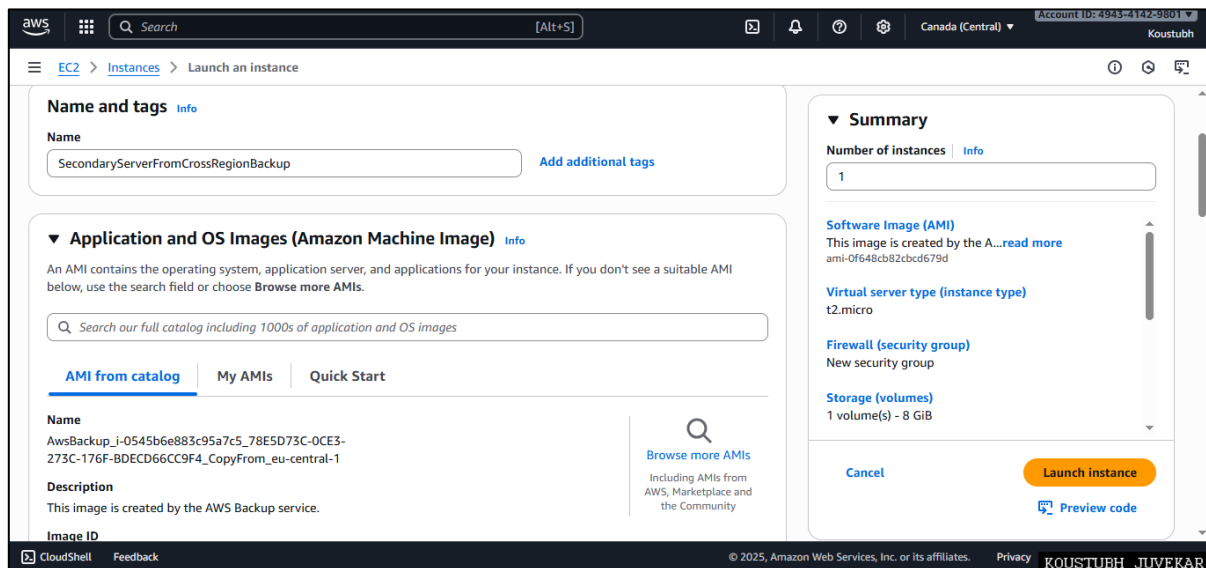 aws
Search [Alt+S]
Canada (Central) ▼
Account ID: 4943-4142-9801 ▼
Koustubh
EC2 > Instances > Launch an instance
Name and tags Info
Name
SecondaryServerFromCrossRegionBackup
Add additional tags
▼ Application and OS Images (Amazon Machine Image) Info
An AMI contains the operating system, application server, and applications for your instance. If you don't see a suitable AMI
below, use the search field or choose Browse more AMIs.
Search our full catalog including 1000s of application and OS images
AMI from catalog
My AMIs
Quick Start
Name
AwsBackup_i-0545b6e883c95a7c5_78E5D73C-0CE3-
273C-176F-BDECD66CC9F4_CopyFrom_eu-central-1
Description
This image is created by the AWS Backup service.
Image ID
Browse more AMIs
Including AMIs from
AWS, Marketplace and
the Community
▼ Summary
Number of instances Info
1
Software Image (AMI)
This image is created by the A...read more
ami-0f648cb82cbcd679d
Virtual server type (instance type)
t2.micro
Firewall (security group)
New security group
Storage (volumes)
1 volume(s) - 8 GiB
Cancel
Launch instance
Preview code
CloudShell Feedback
© 2025, Amazon Web Services, Inc. or its affiliates. Privacy
KOUSTUBH JUVEKAR